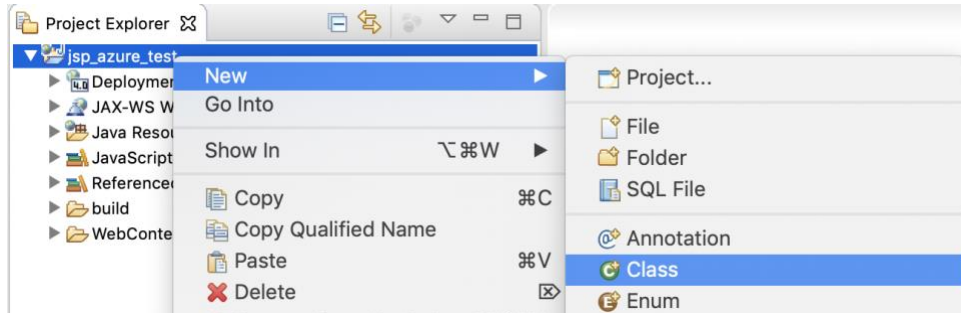 Project Explorer
jsp_azure_test
Deploymer
JAX-WS W
Java Resou
JavaScript
Referenced
build
WebConte
New
Go Into
Show In ⌥⌘W
Copy ⌘C
Copy Qualified Name
Paste ⌘V
Delete ⌦
Project...
File
Folder
SQL File
Annotation
Class
Enum